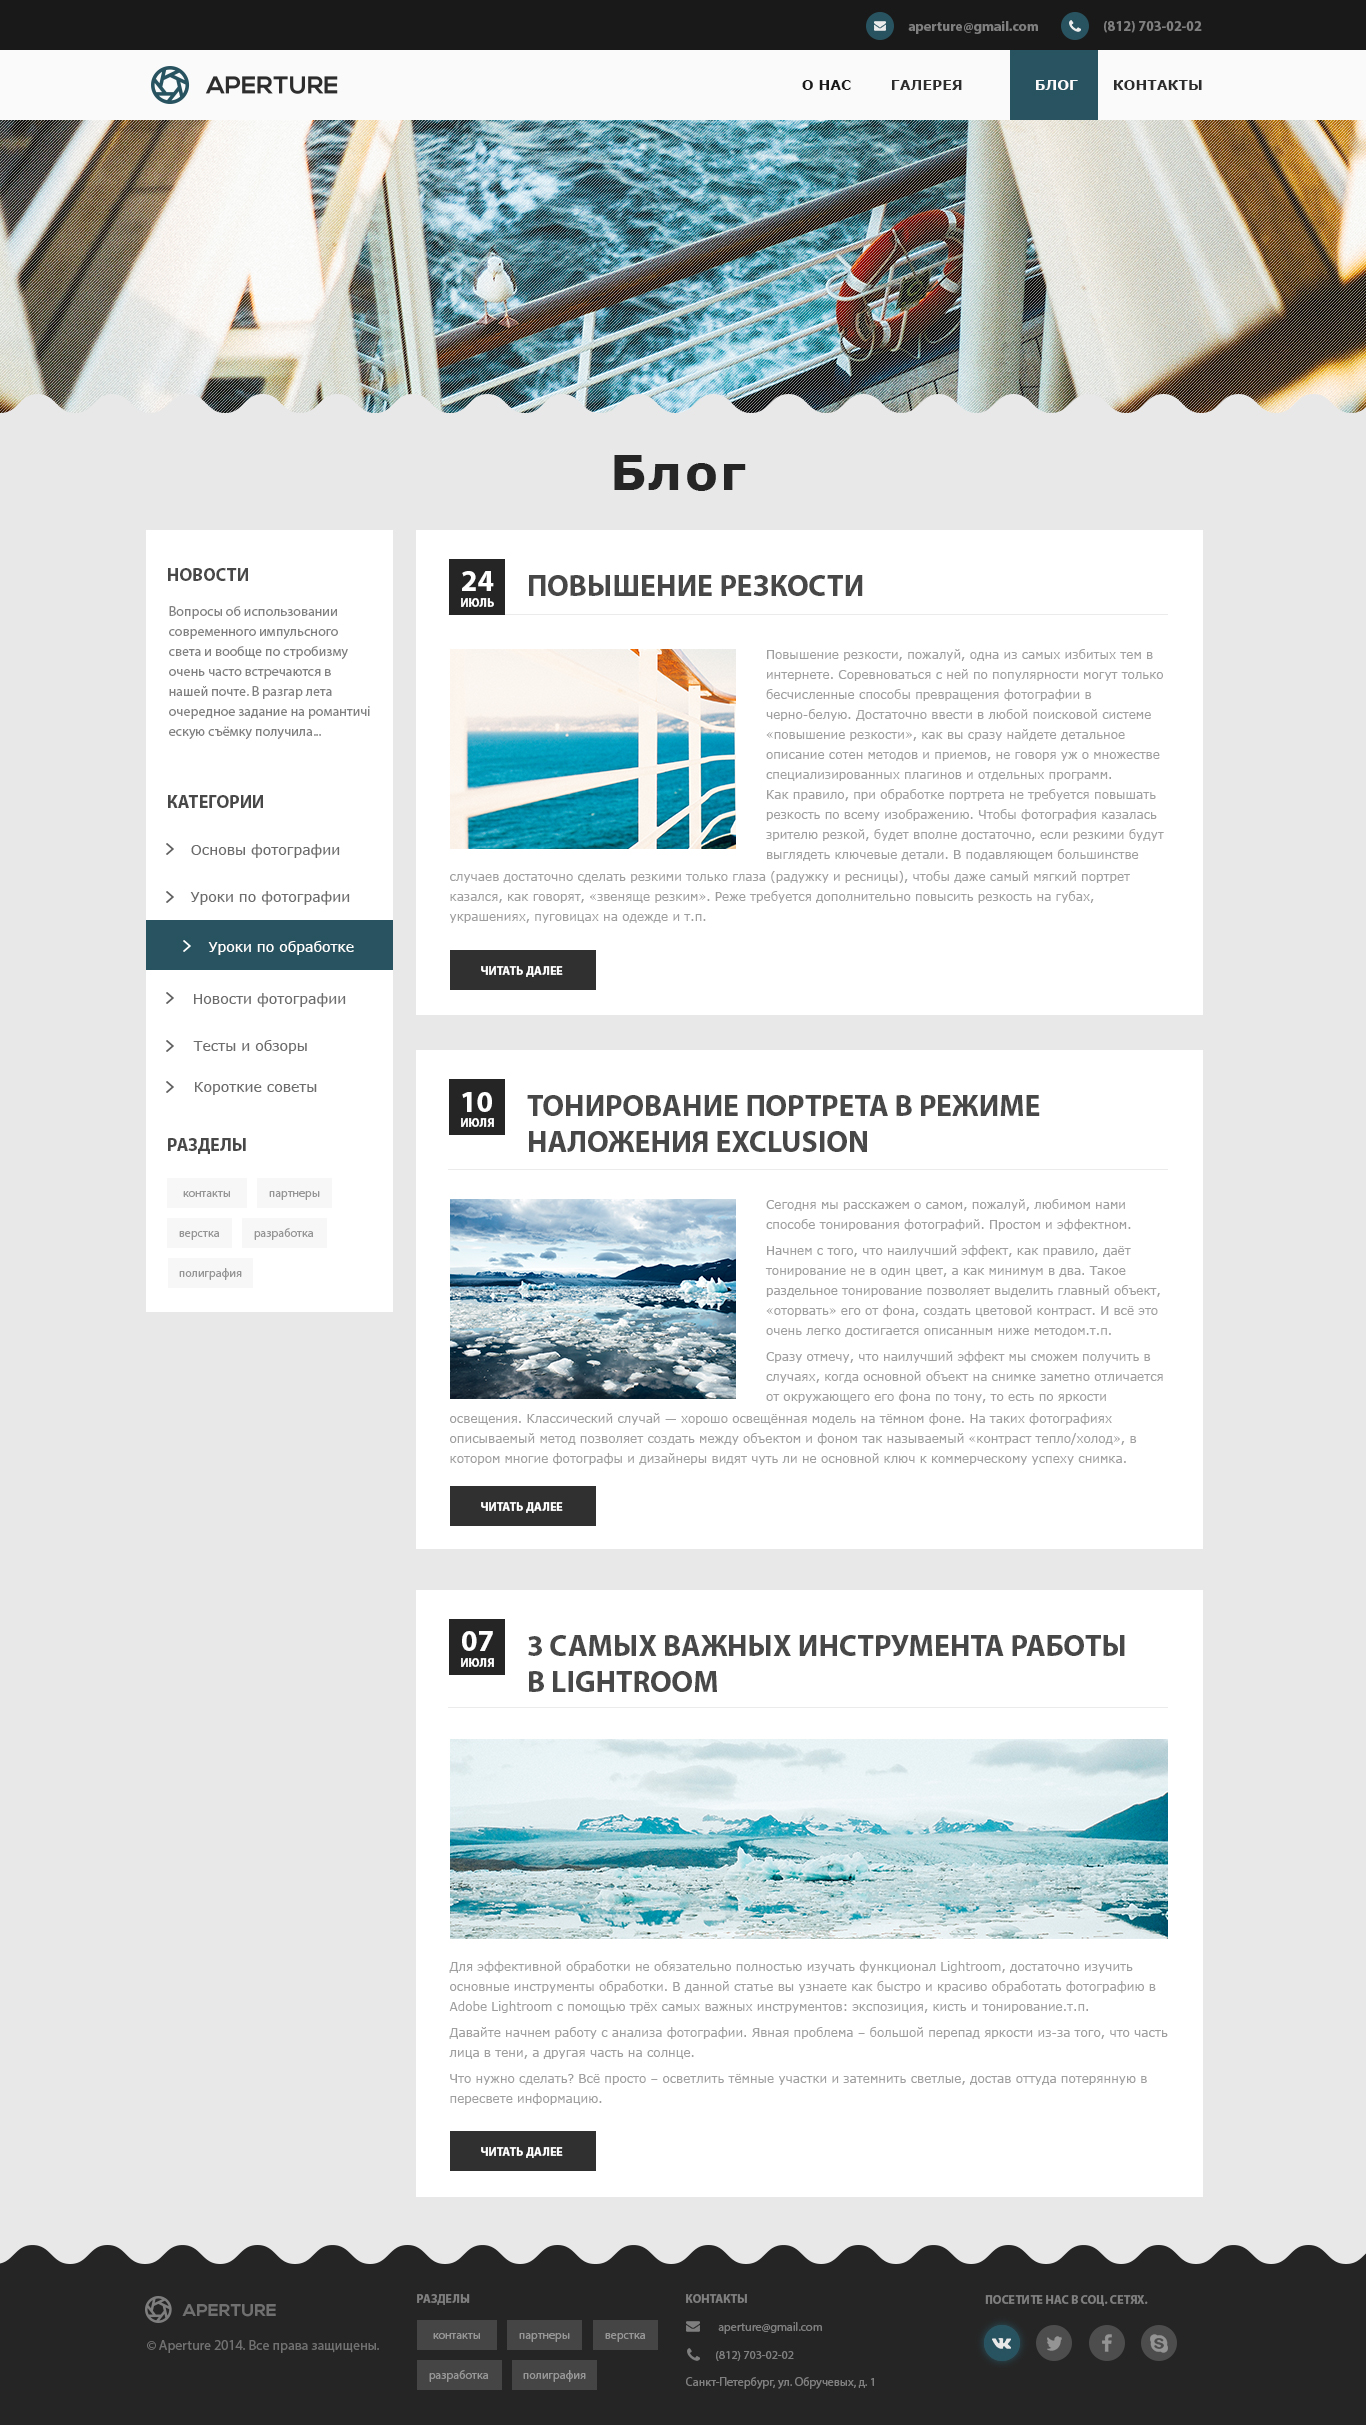 aperture@gmail.com (812) 703-02-02
APERTURE О НАС ГАЛЕРЕЯ БЛОГ КОНТАКТЫ
Блог
НОВОСТИ
Вопросы об использовании
современного импульсного
света и вообще по стробизму
очень часто встречаются в
нашей почте. В разгар лета
очередное задание на романтичі
ескую съёмку получила...
КАТЕГОРИИ
Основы фотографии
Уроки по фотографии
Уроки по обработке
Новости фотографии
Тесты и обзоры
Короткие советы
РАЗДЕЛЫ
контакты партнеры
верстка разработка
полиграфия
24
ИЮЛЬ
ПОВЫШЕНИЕ РЕЗКОСТИ
Повышение резкости, пожалуй, одна из самых избитых тем в
интернете. Соревноваться с ней по популярности могут только
бесчисленные способы превращения фотографии в
черно-белую. Достаточно ввести в любой поисковой системе
«повышение резкости», как вы сразу найдете детальное
описание сотен методов и приемов, не говоря уж о множестве
специализированных плагинов и отдельных программ.
Как правило, при обработке портрета не требуется повышать
резкость по всему изображению. Чтобы фотография казалась
зрителю резкой, будет вполне достаточно, если резкими будут
выглядеть ключевые детали. В подавляющем большинстве
случаев достаточно сделать резкими только глаза (радужку и ресницы), чтобы даже самый мягкий портрет
казался, как говорят, «звеняще резким». Реже требуется дополнительно повысить резкость на губах,
украшениях, пуговицах на одежде и т.п.
ЧИТАТЬ ДАЛЕЕ
10
ИЮЛЯ
ТОНИРОВАНИЕ ПОРТРЕТА В РЕЖИМЕ
НАЛОЖЕНИЯ EXCLUSION
Сегодня мы расскажем о самом, пожалуй, любимом нами
способе тонирования фотографий. Простом и эффектном.
Начнем с того, что наилучший эффект, как правило, даёт
тонирование не в один цвет, а как минимум в два. Такое
раздельное тонирование позволяет выделить главный объект,
«оторвать» его от фона, создать цветовой контраст. И всё это
очень легко достигается описанным ниже методом.т.п.
Сразу отмечу, что наилучший эффект мы сможем получить в
случаях, когда основной объект на снимке заметно отличается
от окружающего его фона по тону, то есть по яркости
освещения. Классический случай — хорошо освещённая модель на тёмном фоне. На таких фотографиях
описываемый метод позволяет создать между объектом и фоном так называемый «контраст тепло/холод», в
котором многие фотографы и дизайнеры видят чуть ли не основной ключ к коммерческому успеху снимка.
ЧИТАТЬ ДАЛЕЕ
07
ИЮЛЯ
3 САМЫХ ВАЖНЫХ ИНСТРУМЕНТА РАБОТЫ
В LIGHTROOM
Для эффективной обработки не обязательно полностью изучать функционал Lightroom, достаточно изучить
основные инструменты обработки. В данной статье вы узнаете как быстро и красиво обработать фотографию в
Adobe Lightroom с помощью трёх самых важных инструментов: экспозиция, кисть и тонирование.т.п.
Давайте начнем работу с анализа фотографии. Явная проблема – большой перепад яркости из-за того, что часть
лица в тени, а другая часть на солнце.
Что нужно сделать? Всё просто – осветлить тёмные участки и затемнить светлые, достав оттуда потерянную в
пересвете информацию.
ЧИТАТЬ ДАЛЕЕ
APERTURE
© Aperture 2014. Все права защищены.
РАЗДЕЛЫ
контакты партнеры верстка
разработка полиграфия
КОНТАКТЫ
aperture@gmail.com
(812) 703-02-02
Санкт-Петербург, ул. Обручевых, д. 1
ПОСЕТИТЕ НАС В СОЦ. СЕТЯХ.